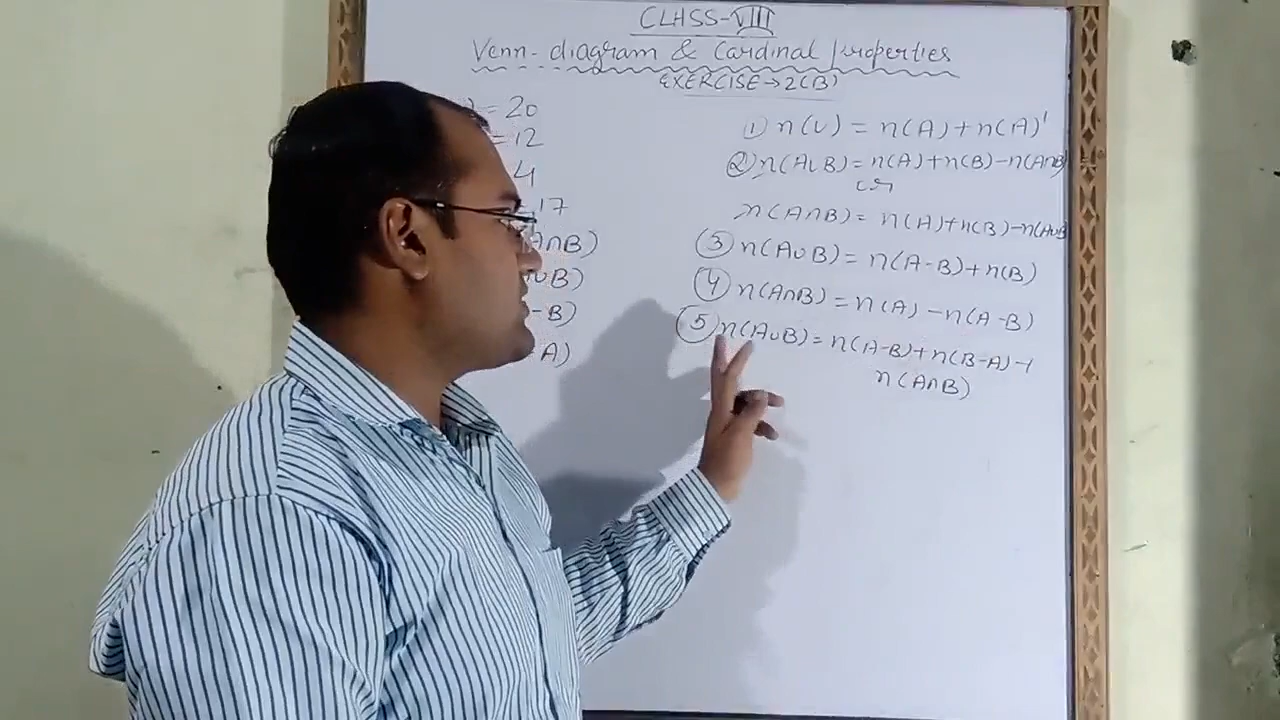 CLASS-VIII
Venn-diagram & Cardinal properties
EXERCISE→2(B)
= 20
= 12
4
= 17
A∩B)
∪B)
-B)
-A)
① n(U) = n(A) + n(A)'
② n(A∪B) = n(A) + n(B) - n(A∩B)
or
n(A∩B) = n(A) + n(B) - n(A∪B
③ n(A∪B) = n(A-B) + n(B)
④ n(A∩B) = n(A) - n(A-B)
⑤ n(A∪B) = n(A-B) + n(B-A) +
n(A∩B)